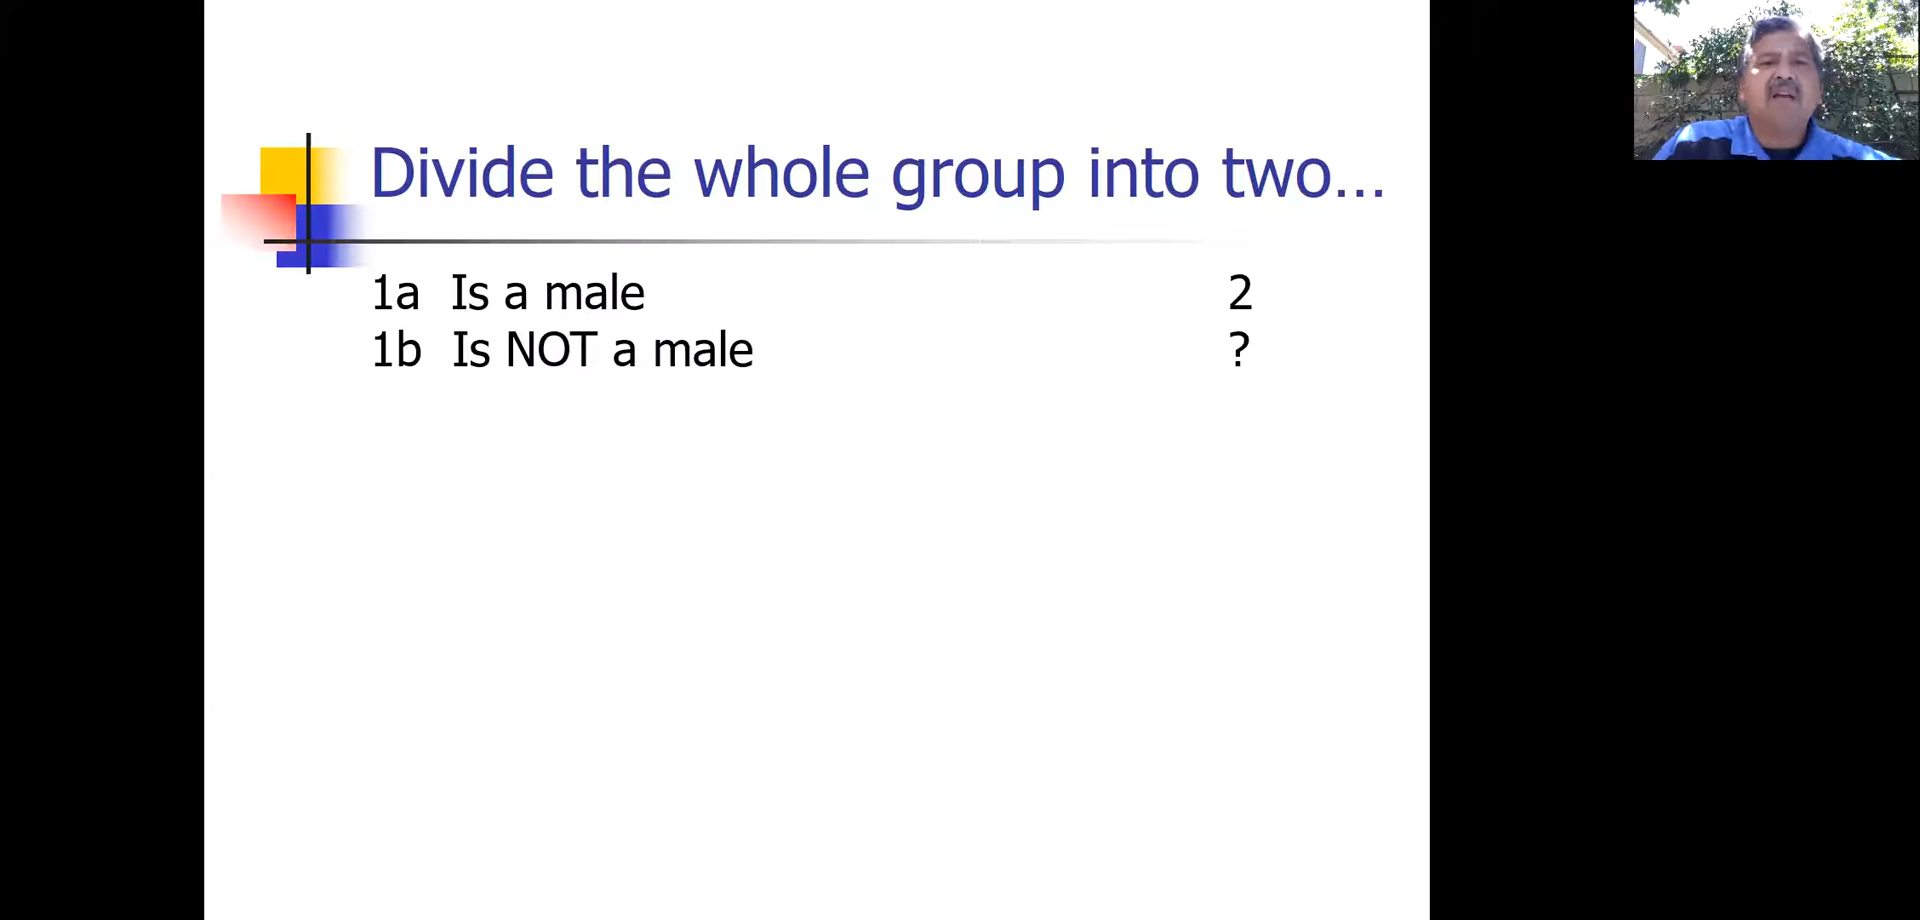 Divide the whole group into two…
1a Is a male 2
1b Is NOT a male ?